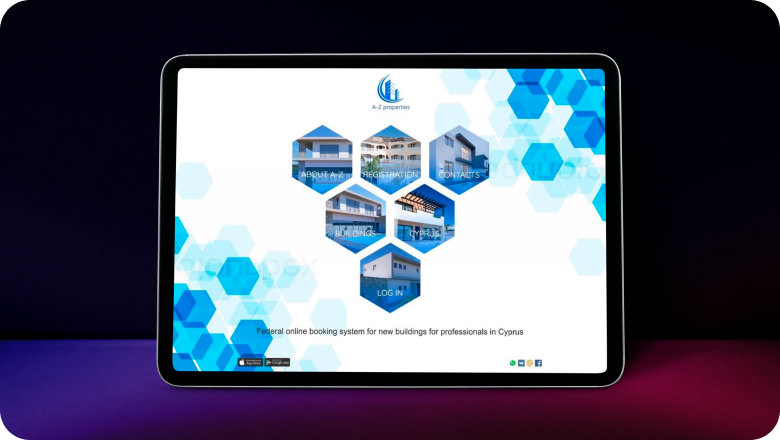 A-Z properties
ABOUT A-Z
REGISTRATION
CONTACTS
BUILDINGS
CYPRUS
LOG IN
Federal online booking system for new buildings for professionals in Cyprus
App Store
Google play